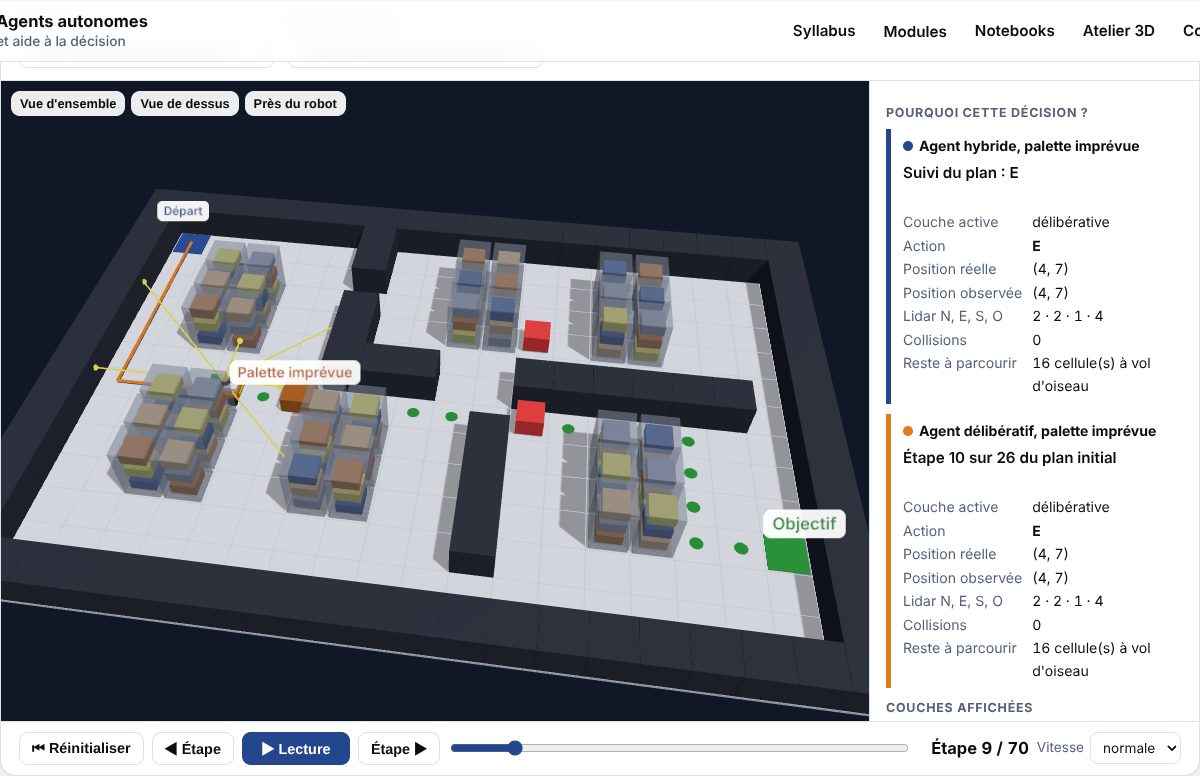 Agents autonomes
et aide à la décision
Syllabus
Modules
Notebooks
Atelier 3D
Vue d'ensemble
Vue de dessus
Près du robot
Départ
Palette imprévue
Objectif
POURQUOI CETTE DÉCISION ?
Agent hybride, palette imprévue
Suivi du plan : E
Couche active délibérative
Action E
Position réelle (4, 7)
Position observée (4, 7)
Lidar N, E, S, O 2 · 2 · 1 · 4
Collisions 0
Reste à parcourir 16 cellule(s) à vol
d'oiseau
Agent délibératif, palette imprévue
Étape 10 sur 26 du plan initial
Couche active délibérative
Action E
Position réelle (4, 7)
Position observée (4, 7)
Lidar N, E, S, O 2 · 2 · 1 · 4
Collisions 0
Reste à parcourir 16 cellule(s) à vol
d'oiseau
COUCHES AFFICHÉES
⏮ Réinitialiser
◀ Étape
▶ Lecture
Étape ▶
Étape 9 / 70
Vitesse
normale